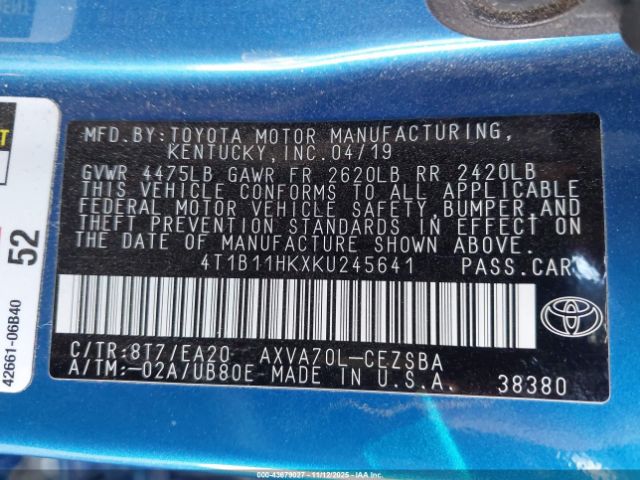 MFD.BY:TOYOTA MOTOR MANUFACTURING,
KENTUCKY,INC.04/19
GVWR 4475LB GAWR FR 2620LB RR 2420LB
THIS VEHICLE CONFORMS TO ALL APPLICABLE
FEDERAL MOTOR VEHICLE SAFETY,BUMPER,AND
THEFT PREVENTION STANDARDS IN EFFECT ON
THE DATE OF MANUFACTURE SHOWN ABOVE.
4T1B11HKXKU245641 PASS.CAR
C/TR:8T7/EA20 AXVA70L-CEZSBA
A/TM:-02A/UB80E MADE IN U.S.A.
38380
52
42661-06B40
© IAA 43679027 - 11/12/2025 - IAA